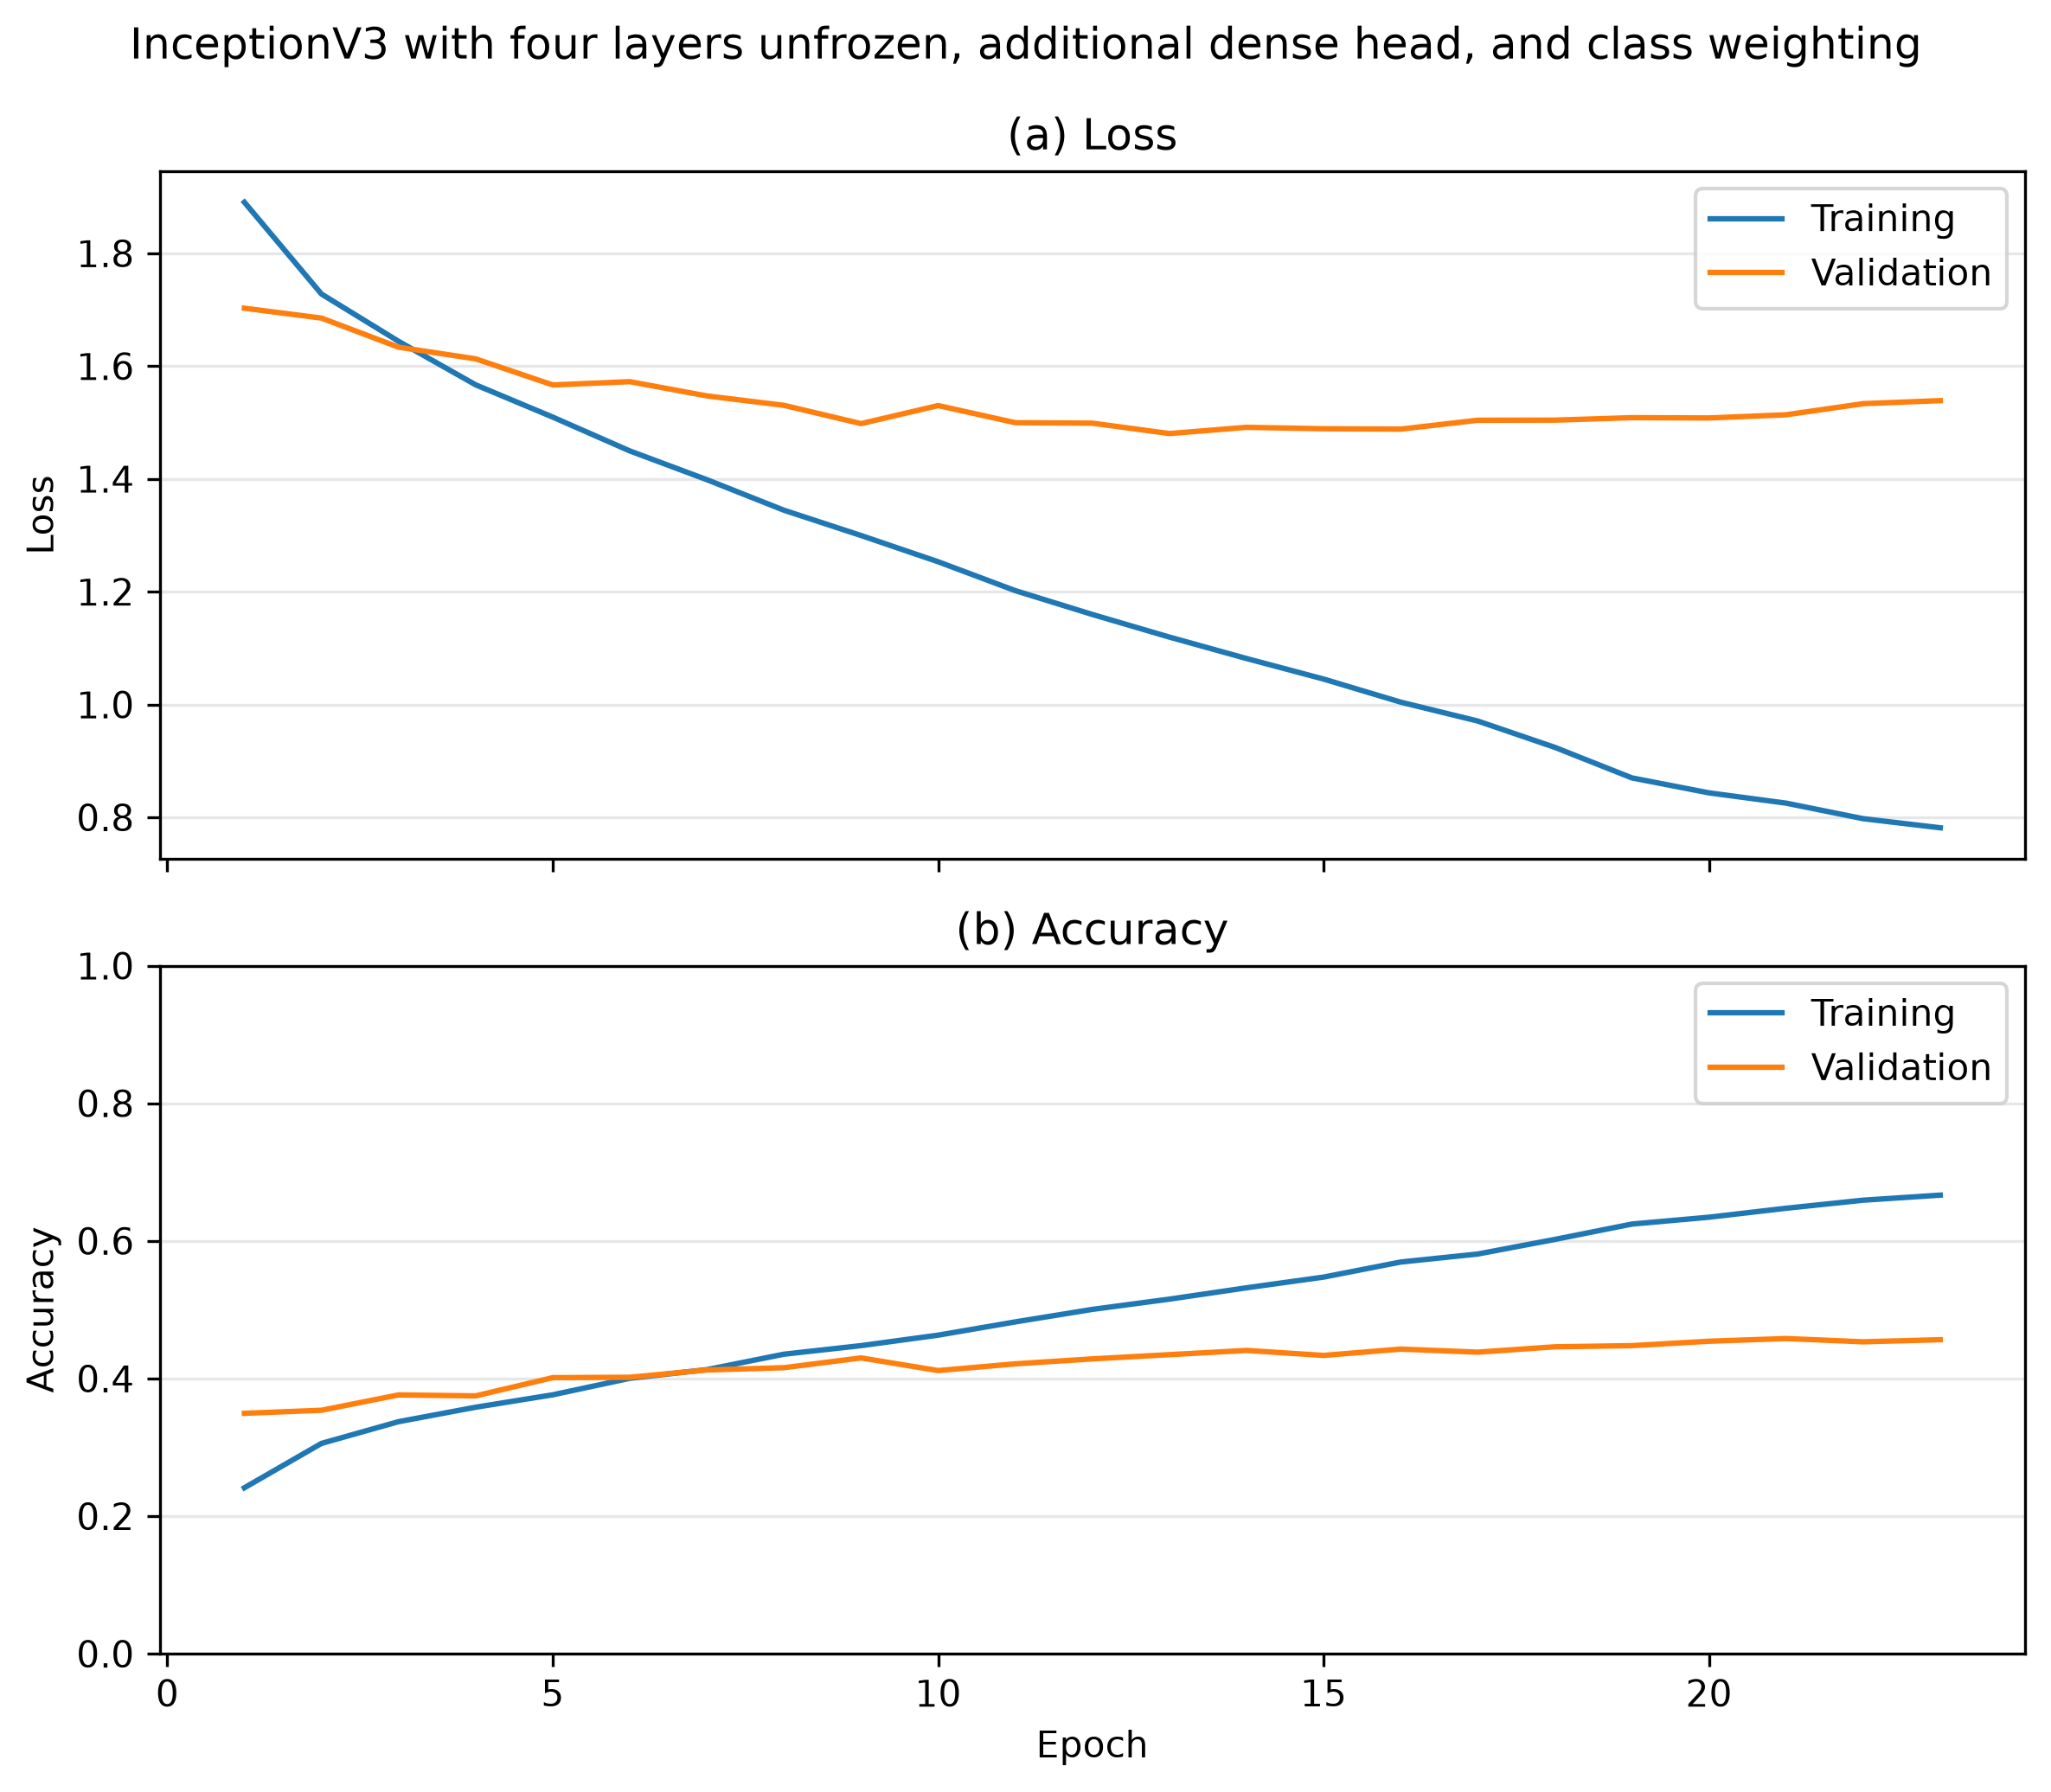 InceptionV3 with four layers unfrozen, additional dense head, and class weighting
(a) Loss
Training
Validation
1.8
1.6
1.4
1.2
1.0
0.8
Loss
(b) Accuracy
Training
Validation
1.0
0.8
0.6
0.4
0.2
0.0
Accuracy
0 5 10 15 20
Epoch